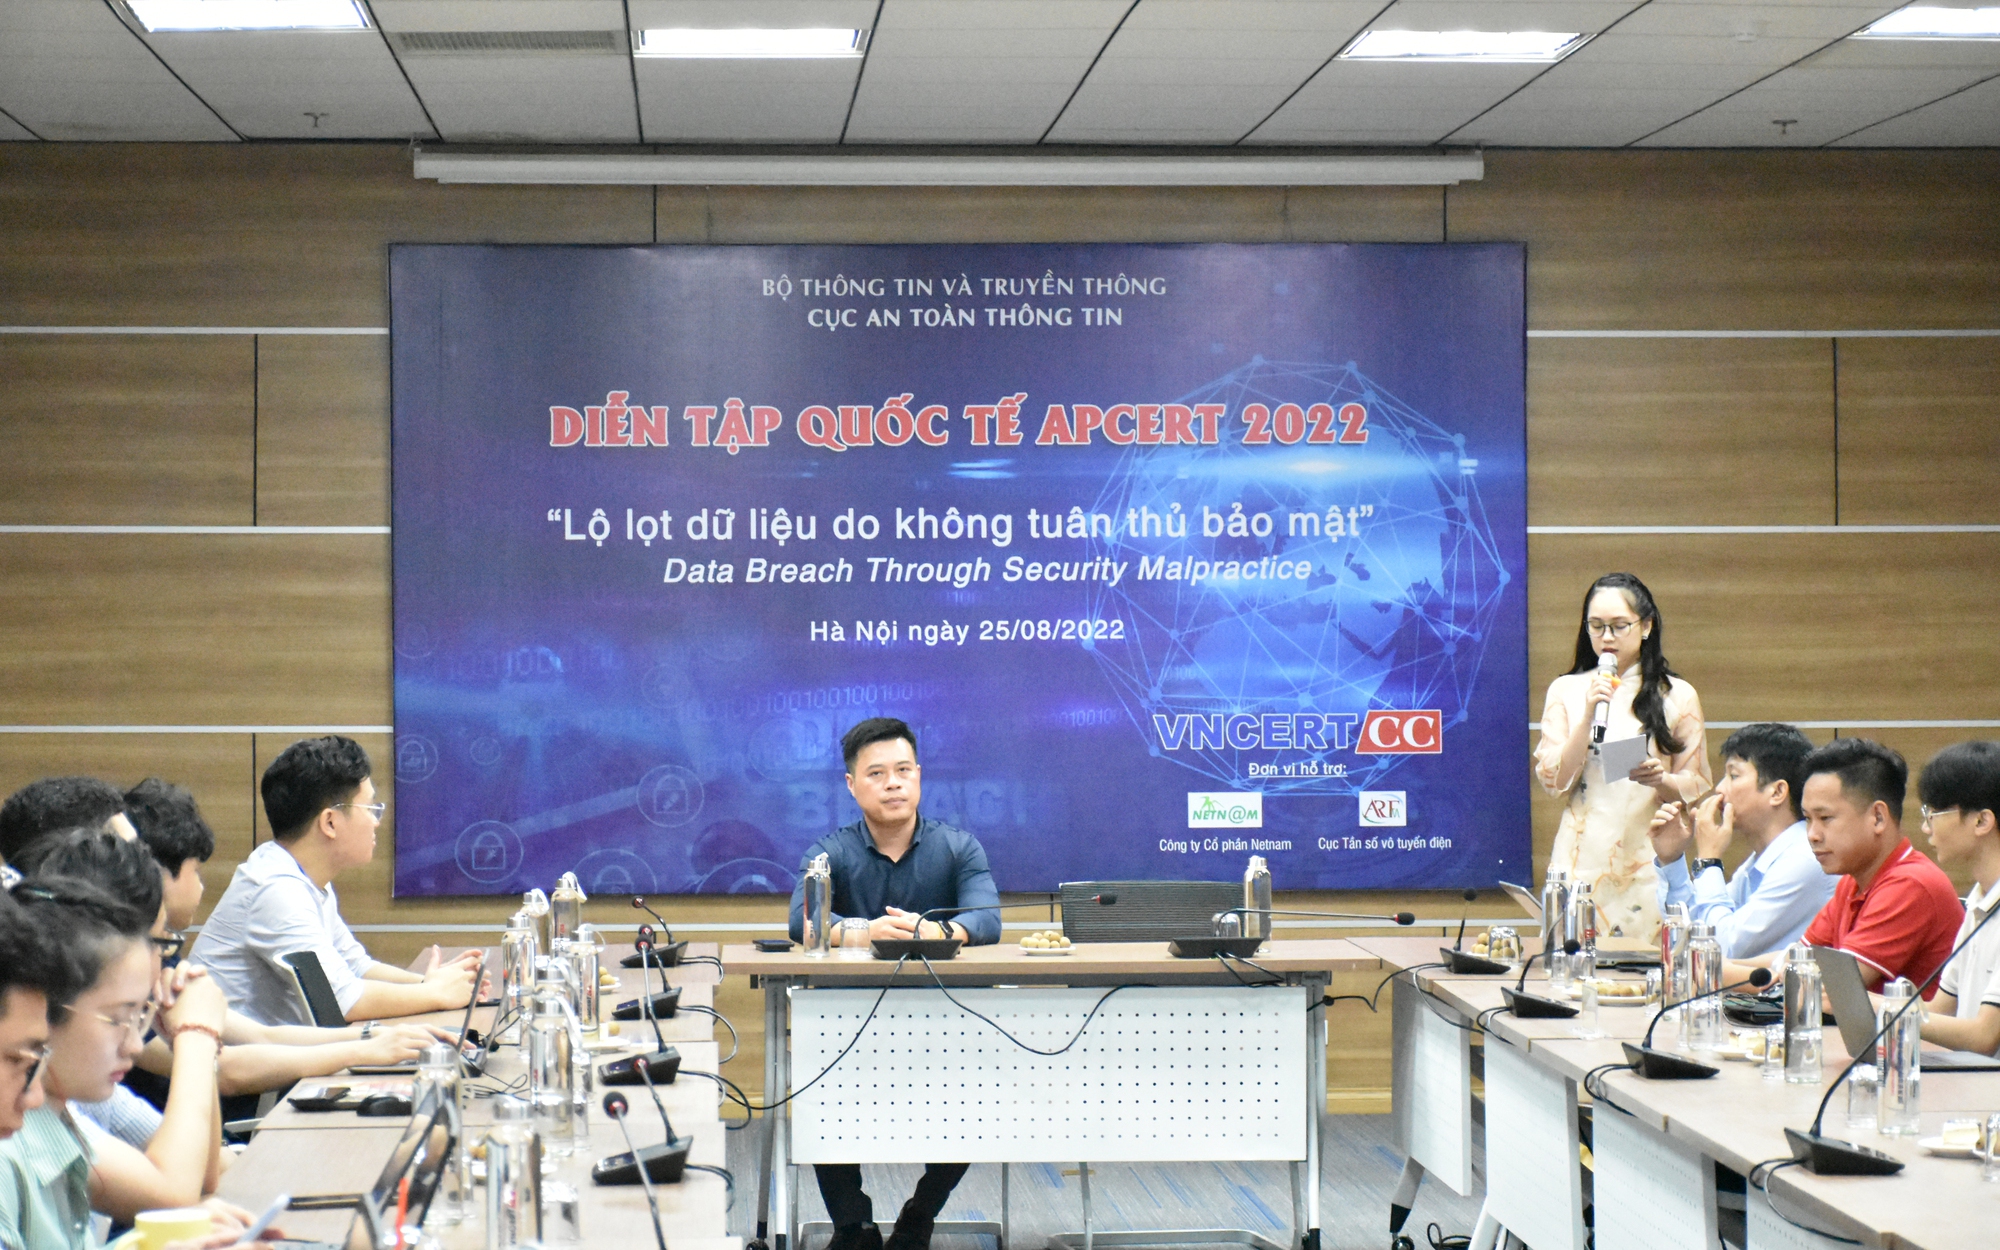 BỘ THÔNG TIN VÀ TRUYỀN THÔNG
CỤC AN TOÀN THÔNG TIN
DIỄN TẬP QUỐC TẾ APCERT 2022
“Lộ lọt dữ liệu do không tuân thủ bảo mật”
Data Breach Through Security Malpractice
Hà Nội ngày 25/08/2022
VNCERT/CC
Đơn vị hỗ trợ:
NETN@M
Công ty Cổ phần Netnam
Cục Tần số vô tuyến điện